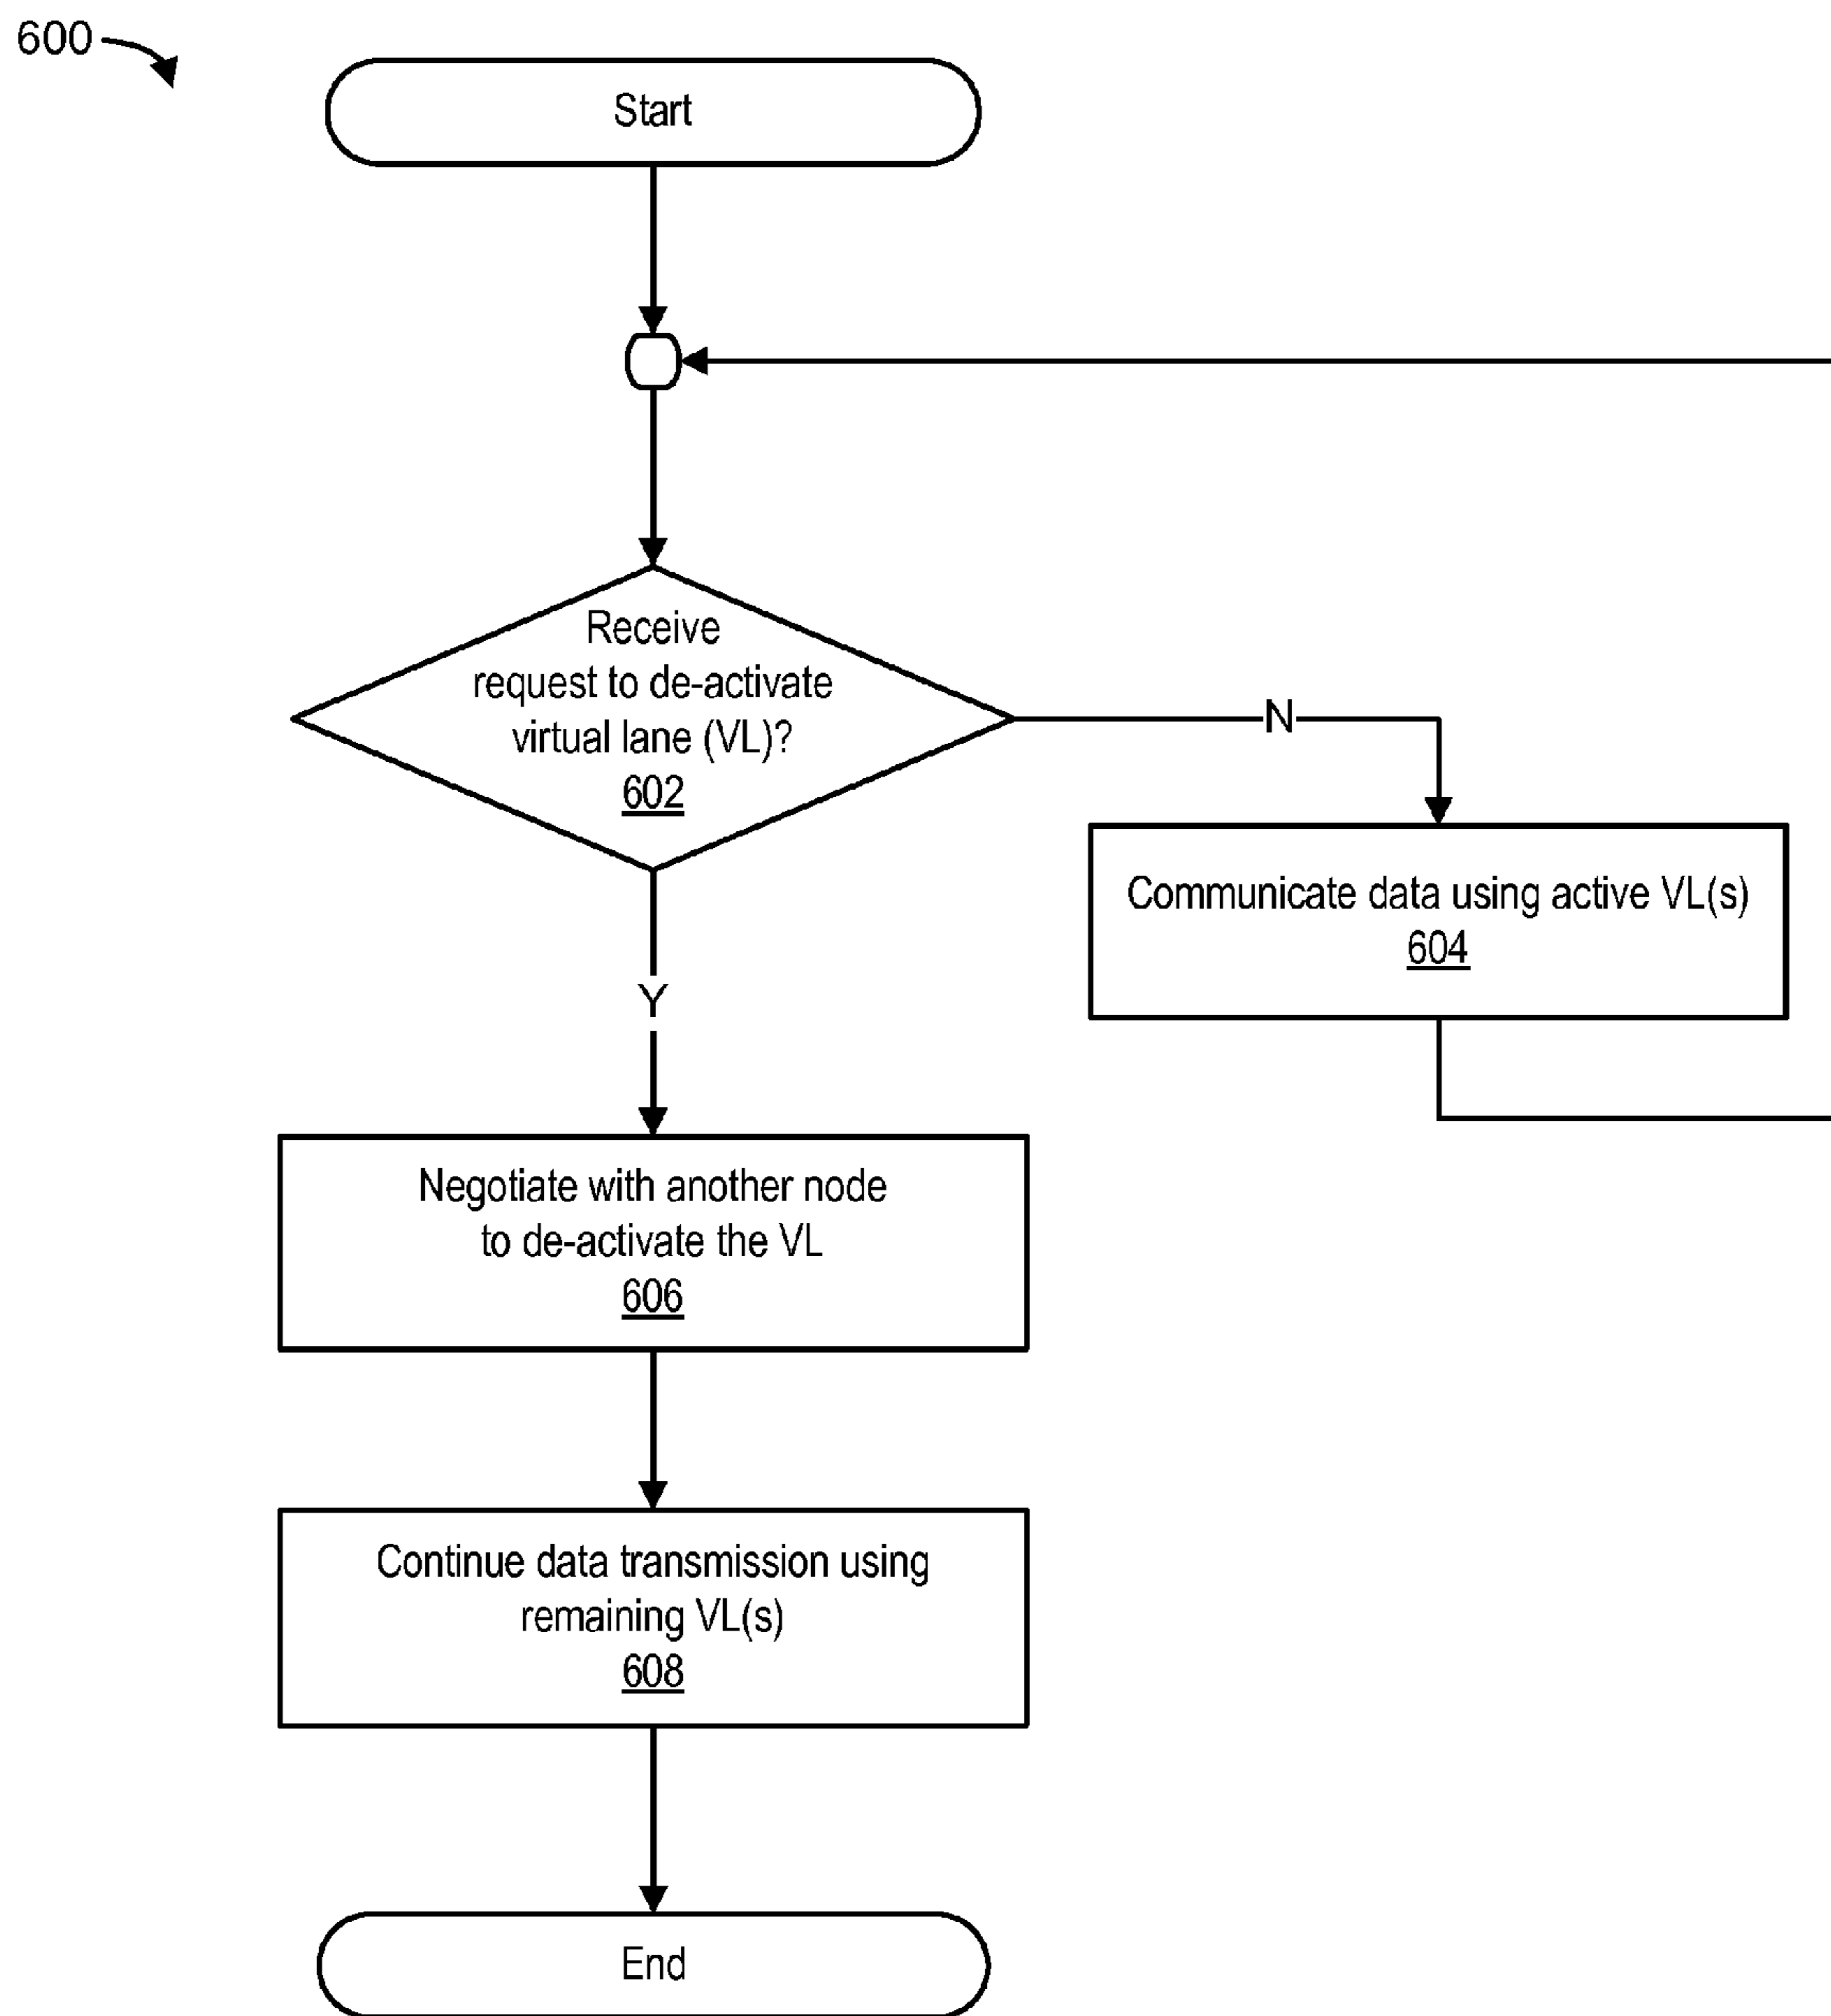 600
Start
Receive
request to de-activate
virtual lane (VL)?
602
N
Communicate data using active VL(s)
604
Y
Negotiate with another node
to de-activate the VL
606
Continue data transmission using
remaining VL(s)
608
End